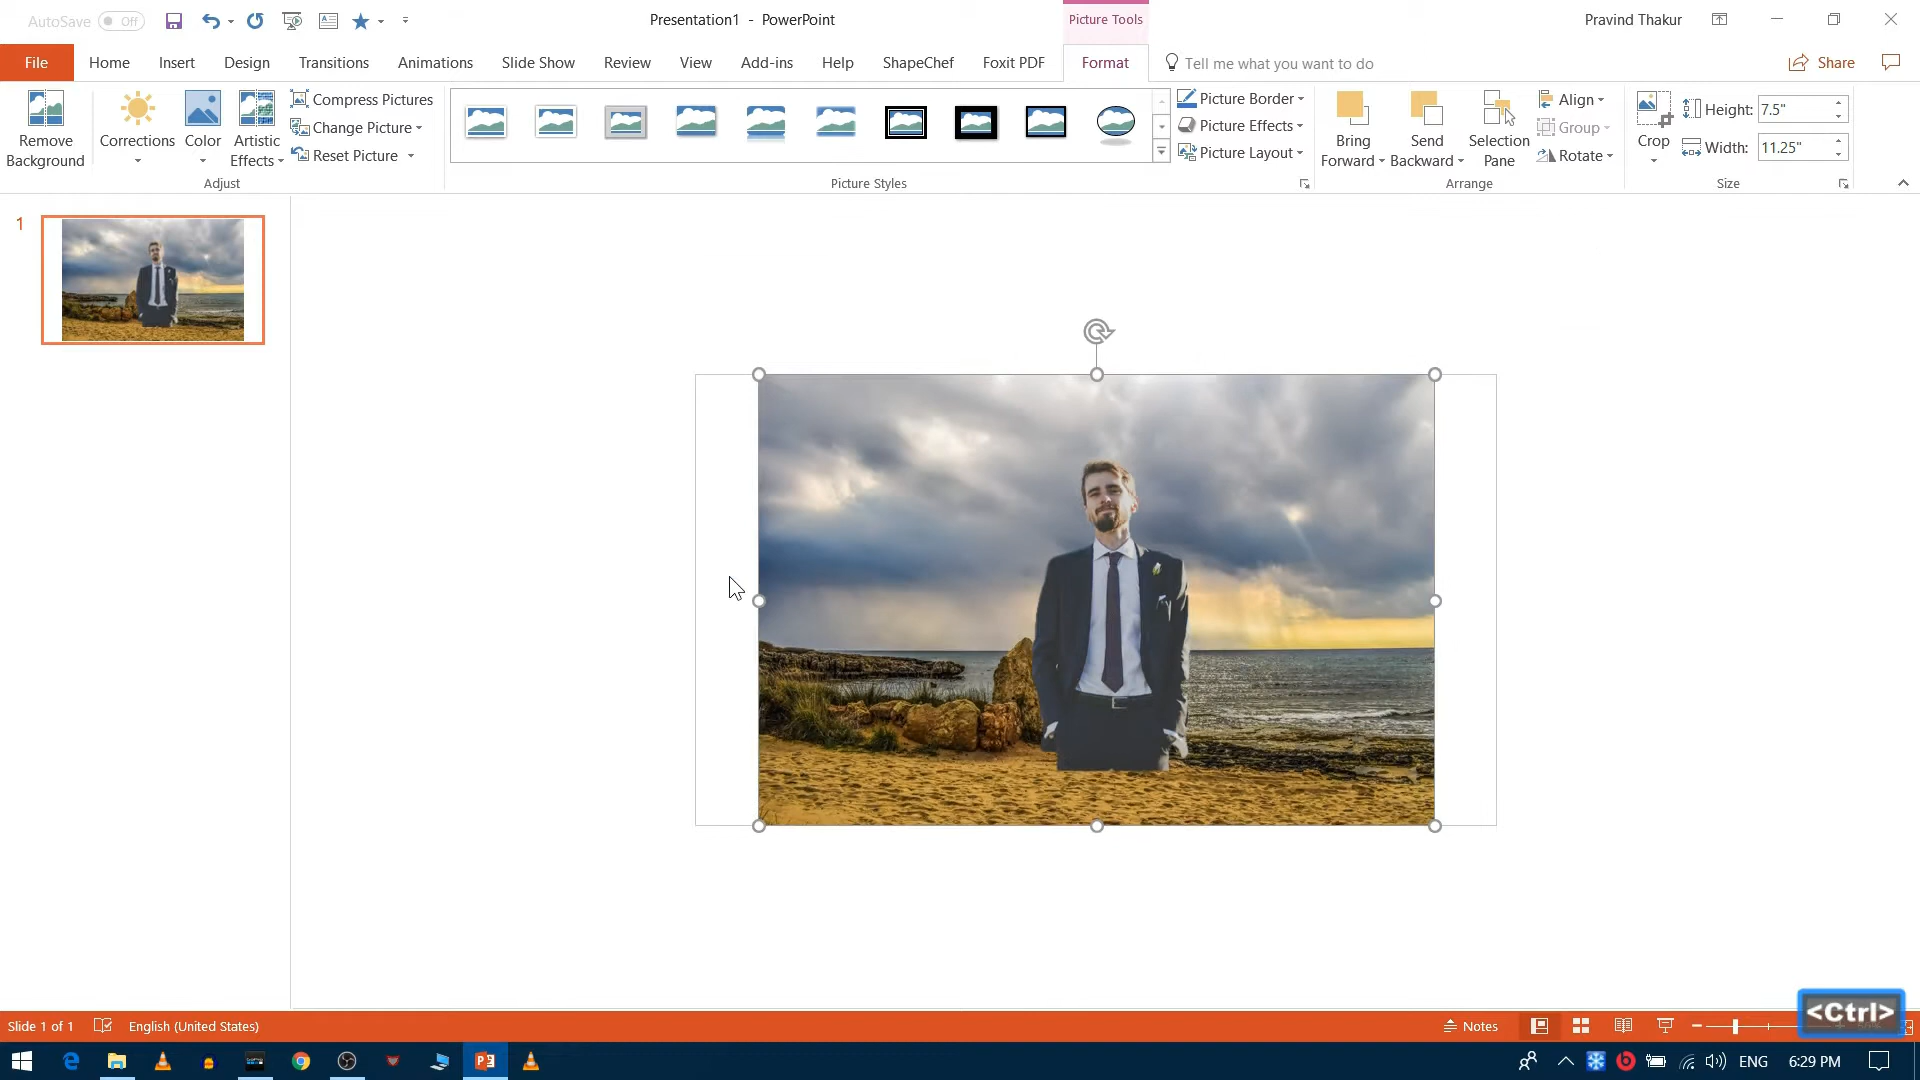 AutoSave Off
Presentation1 - PowerPoint
Picture Tools
Pravind Thakur
File Home Insert Design Transitions Animations Slide Show Review View Add-ins Help ShapeChef Foxit PDF Format Tell me what you want to do Share
Remove Background
Corrections
Color
Artistic Effects
Compress Pictures
Change Picture
Reset Picture
Adjust
Picture Styles
Picture Border
Picture Effects
Picture Layout
Bring Forward
Send Backward
Selection Pane
Align
Group
Rotate
Arrange
Crop
Height: 7.5"
Width: 11.25"
Size
1
<Ctrl>
Slide 1 of 1 English (United States) Notes
ENG 6:29 PM